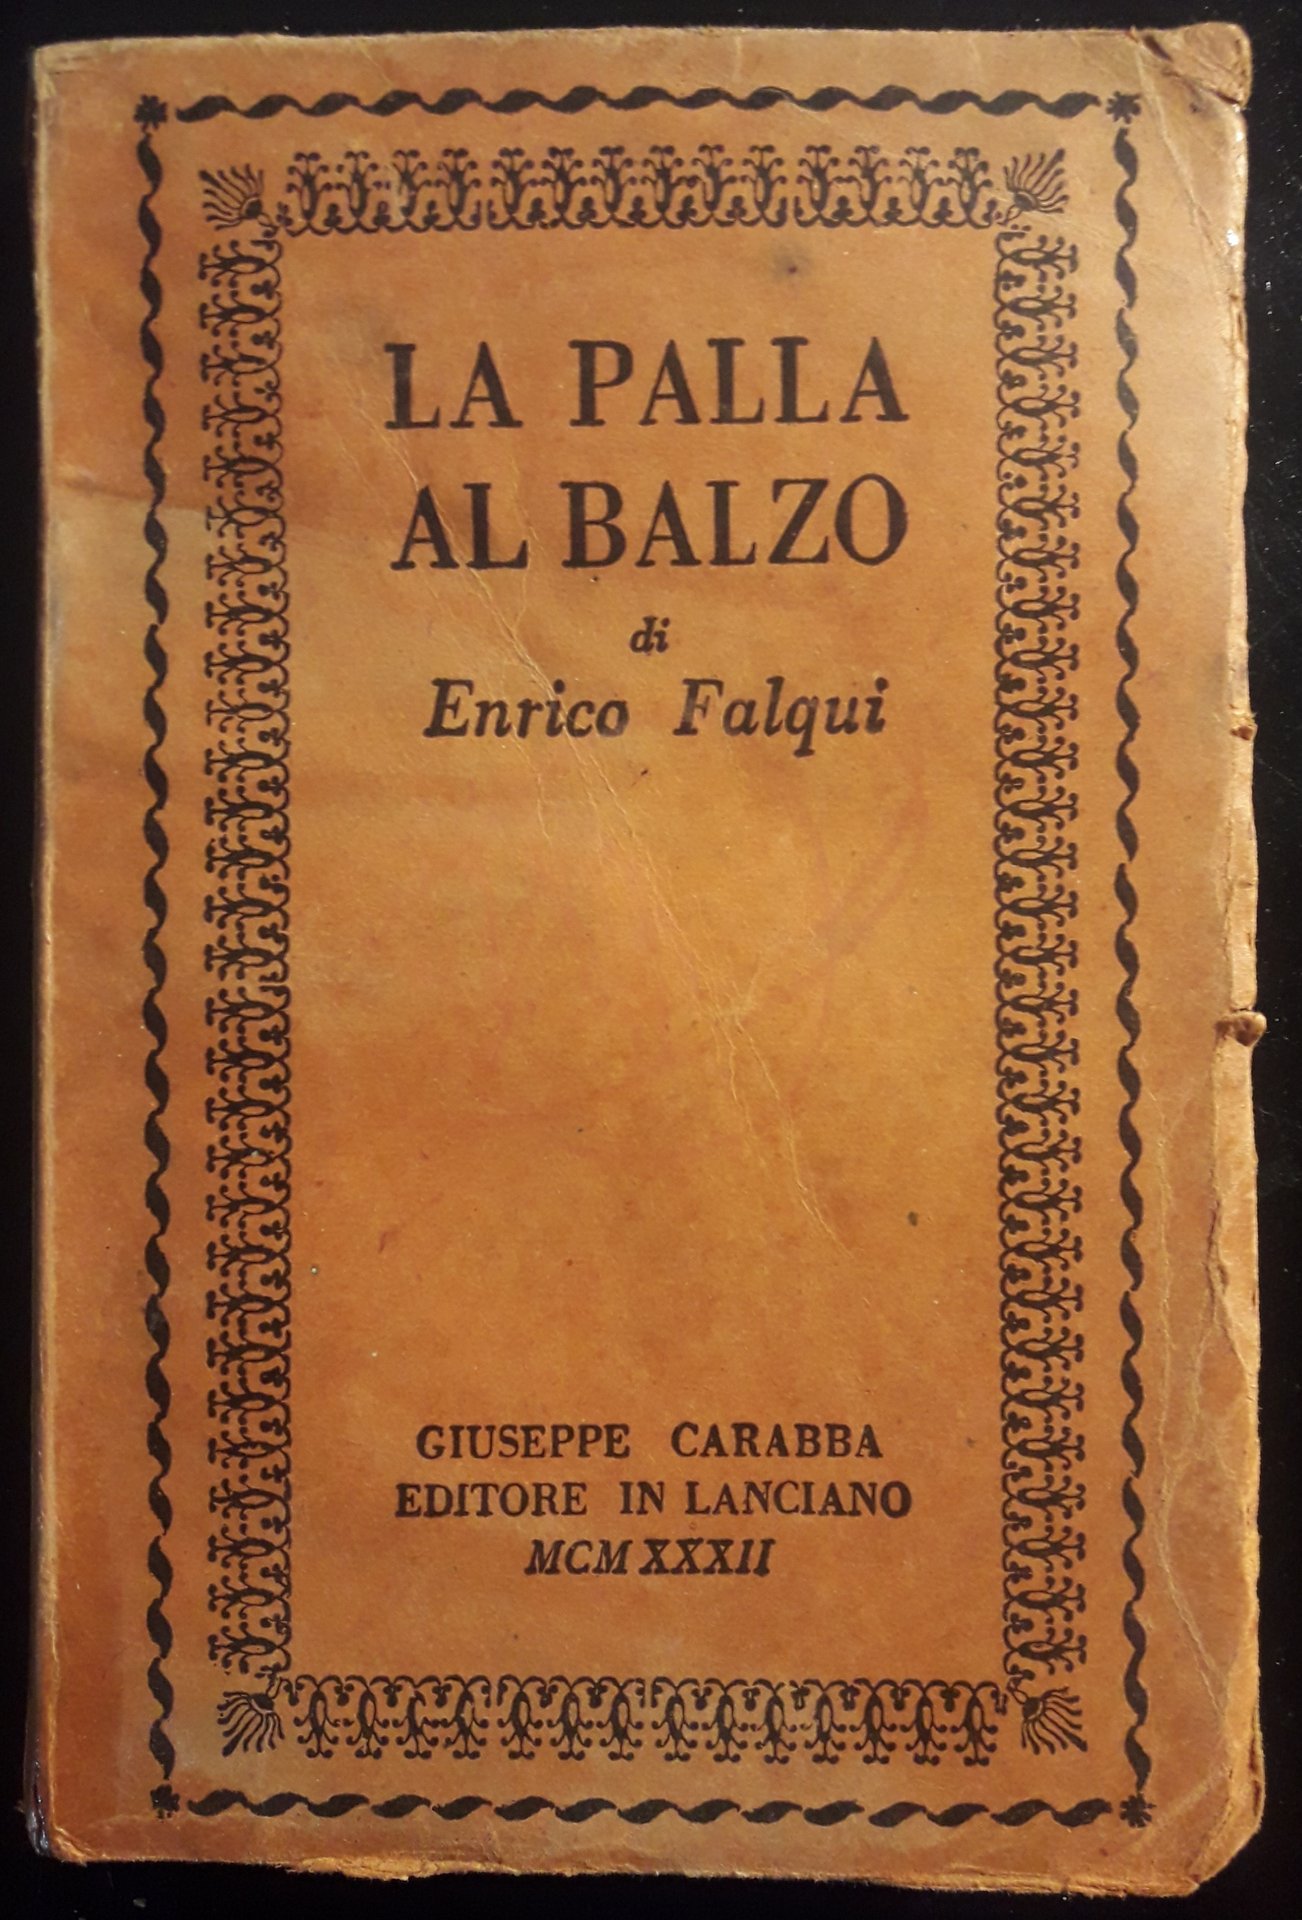 LA PALLA
AL BALZO
di
Enrico Falqui
GIUSEPPE CARABBA
EDITORE IN LANCIANO
MCMXXXII